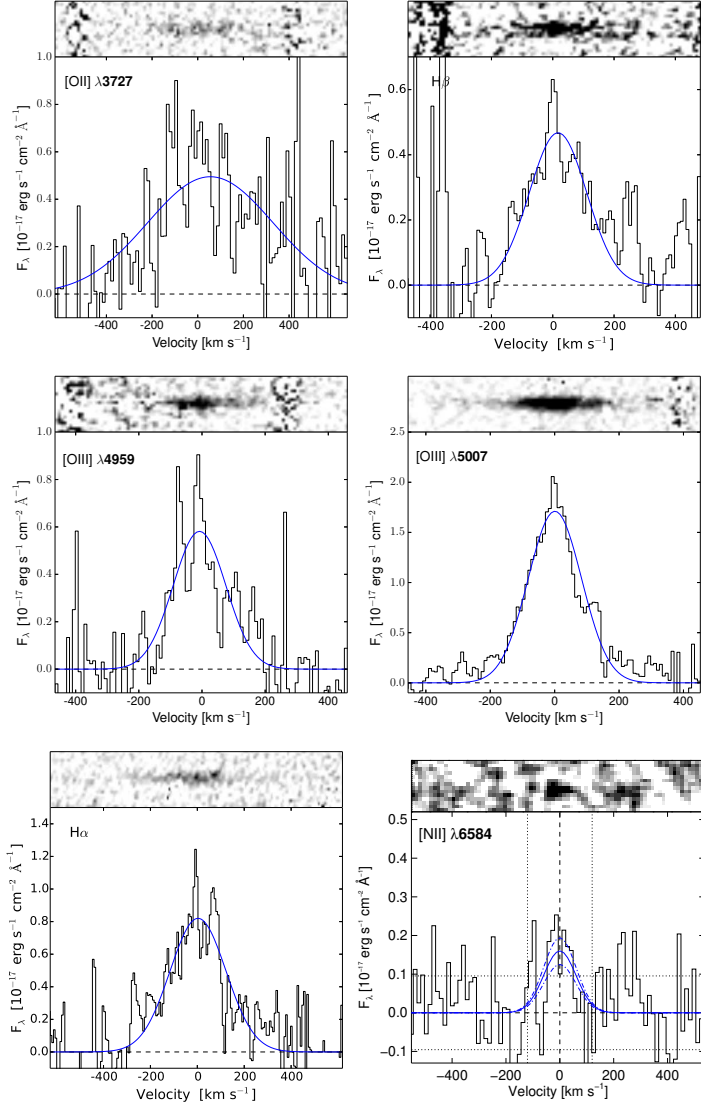 1.0
[OII] λ3727
0.8
0.6
0.4
0.2
0.0
F_λ [10⁻¹⁷ erg s⁻¹ cm⁻² Å⁻¹]
-400 -200 0 200 400
Velocity [km s⁻¹]
Hβ
0.6
0.4
0.2
0.0
F_λ [10⁻¹⁷ erg s⁻¹ cm⁻² Å⁻¹]
-400 -200 0 200 400
Velocity [km s⁻¹]
1.0
[OIII] λ4959
0.8
0.6
0.4
0.2
0.0
F_λ [10⁻¹⁷ erg s⁻¹ cm⁻² Å⁻¹]
-400 -200 0 200 400
Velocity [km s⁻¹]
2.5
[OIII] λ5007
2.0
1.5
1.0
0.5
0.0
F_λ [10⁻¹⁷ erg s⁻¹ cm⁻² Å⁻¹]
-400 -200 0 200 400
Velocity [km s⁻¹]
1.4
Hα
1.2
1.0
0.8
0.6
0.4
0.2
0.0
F_λ [10⁻¹⁷ erg s⁻¹ cm⁻² Å⁻¹]
-400 -200 0 200 400
Velocity [km s⁻¹]
0.5
[NII] λ6584
0.4
0.3
0.2
0.1
0.0
−0.1
F_λ [10⁻¹⁷ erg s⁻¹ cm⁻² Å⁻¹]
−400 −200 0 200 400
Velocity [km s⁻¹]